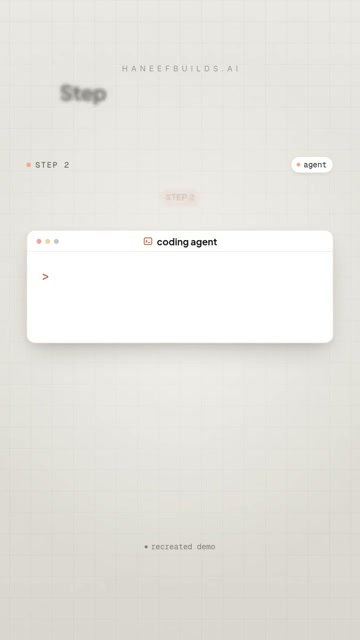 HANEEFBUILDS.AI
Step
STEP 2
agent
STEP 2
coding agent
>
recreated demo